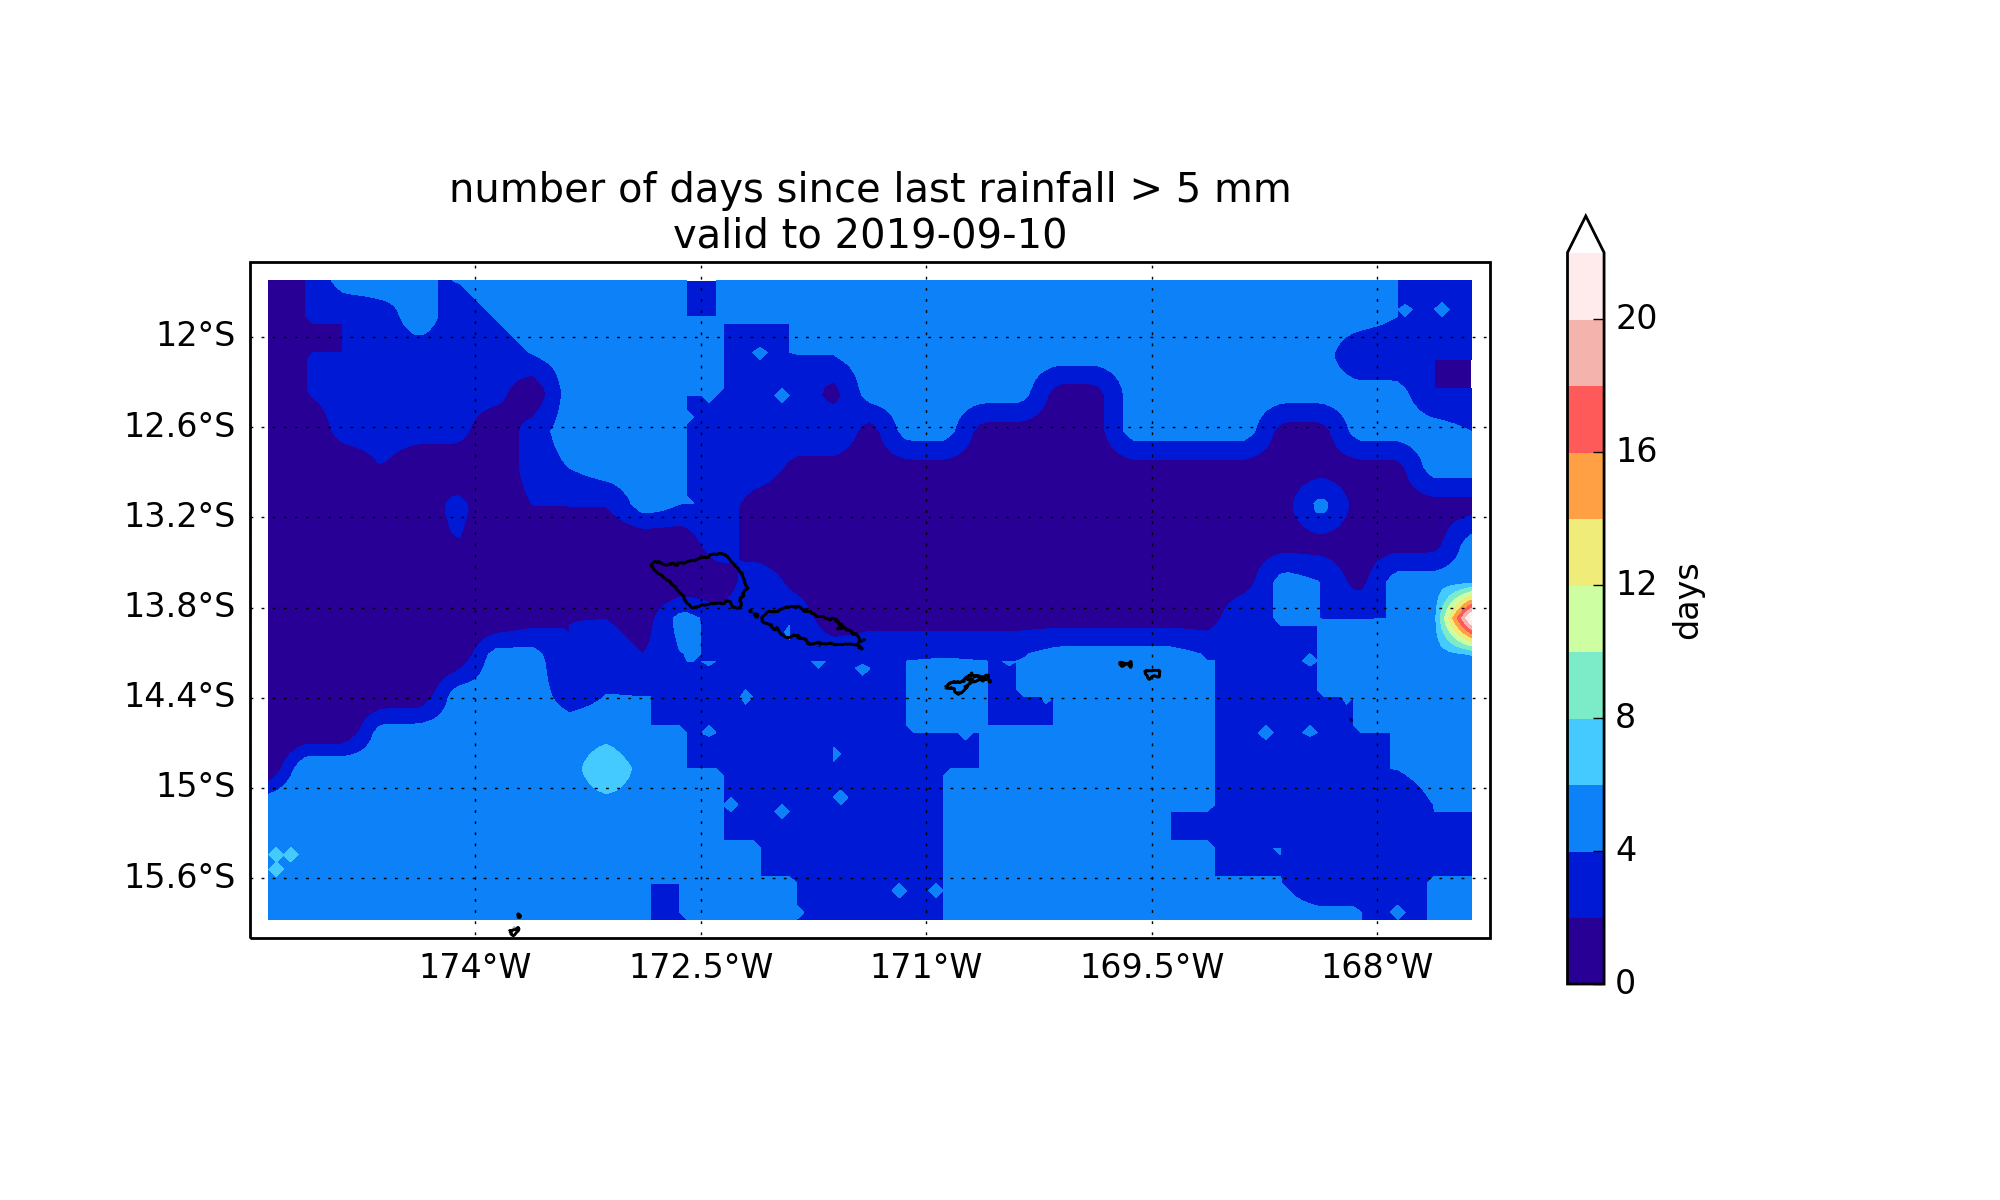 number of days since last rainfall > 5 mm
valid to 2019-09-10
12°S
12.6°S
13.2°S
13.8°S
14.4°S
15°S
15.6°S
174°W
172.5°W
171°W
169.5°W
168°W
20
16
12
8
4
0
days